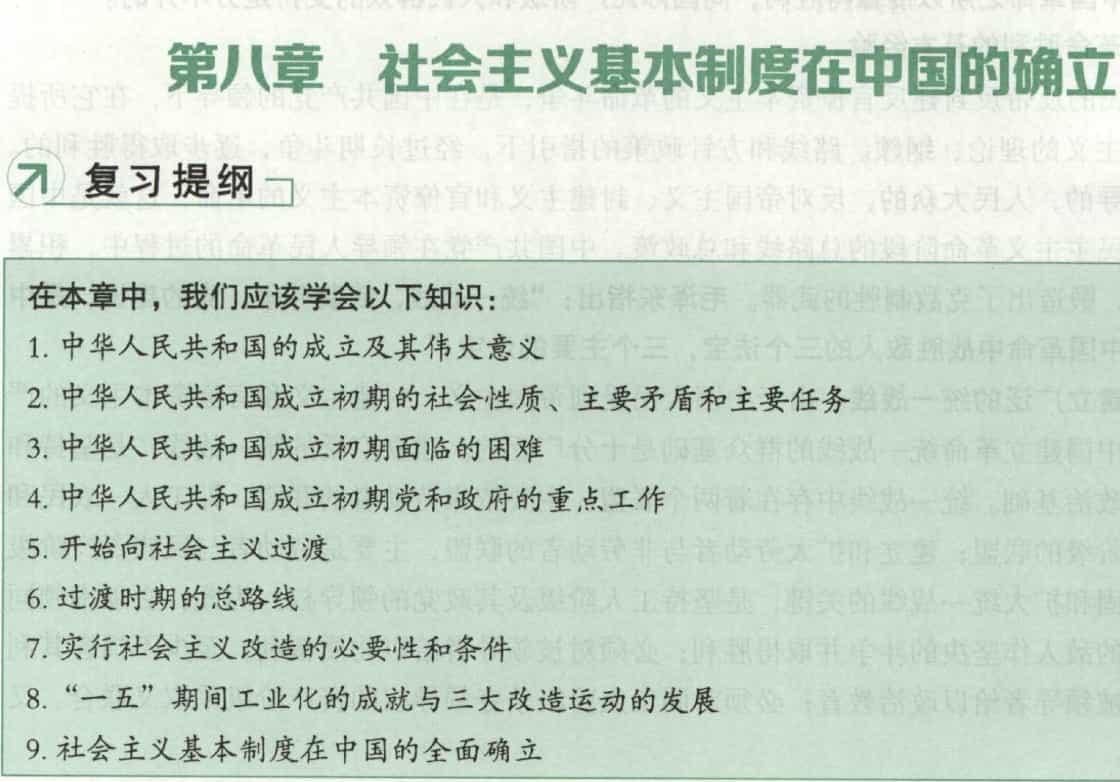 第八章 社会主义基本制度在中国的确立
复习提纲
在本章中，我们应该学会以下知识：
1. 中华人民共和国的成立及其伟大意义
2. 中华人民共和国成立初期的社会性质、主要矛盾和主要任务
3. 中华人民共和国成立初期面临的困难
4. 中华人民共和国成立初期党和政府的重点工作
5. 开始向社会主义过渡
6. 过渡时期的总路线
7. 实行社会主义改造的必要性和条件
8. “一五”期间工业化的成就与三大改造运动的发展
9. 社会主义基本制度在中国的全面确立